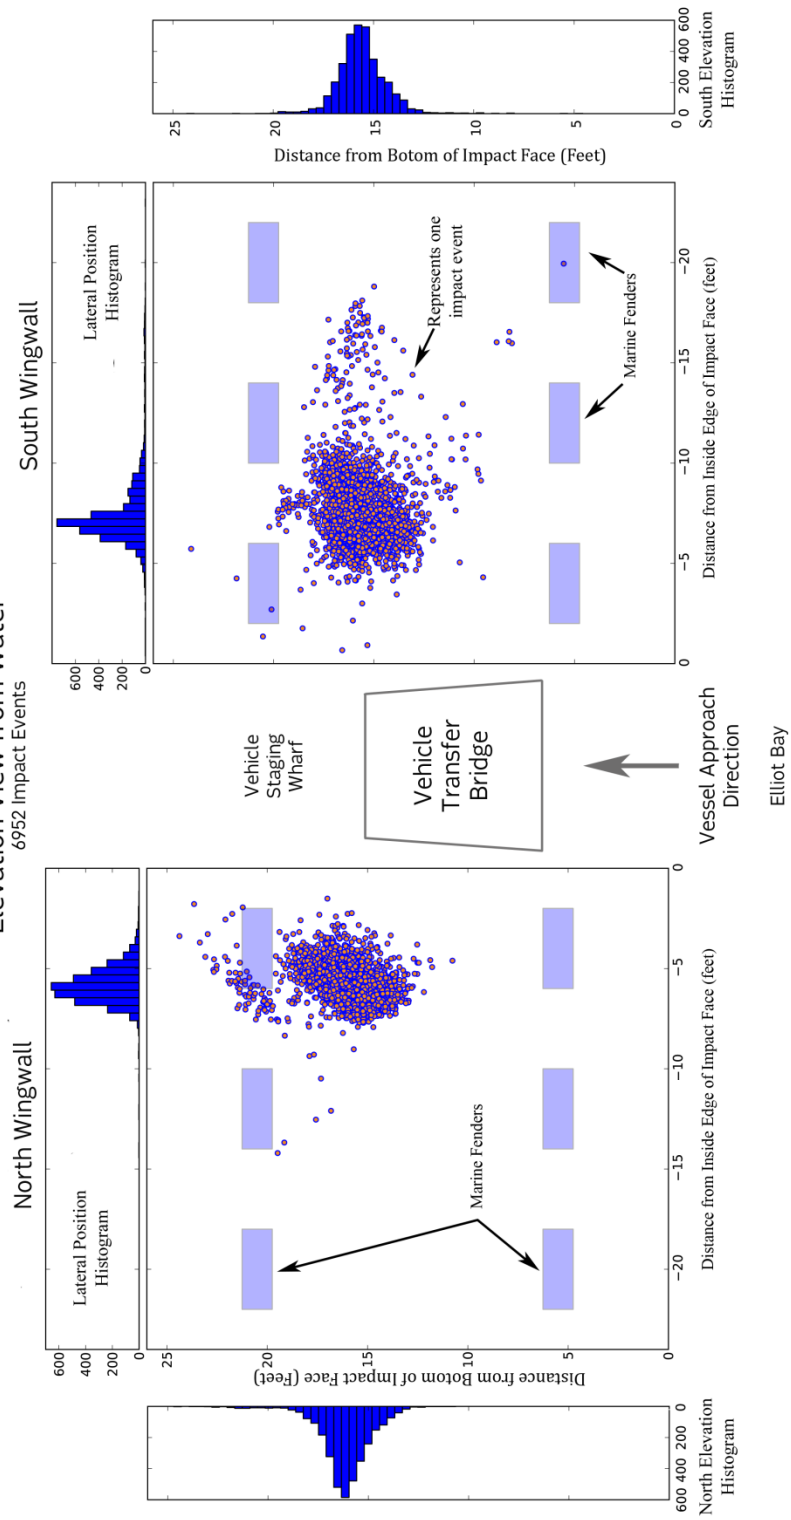 Elevation View from Water
6952 Impact Events
North Wingwall
South Wingwall
600
400
200
0
Lateral Position
Histogram
600
400
200
0
Lateral Position
Histogram
25
20
15
10
5
0
Distance from Botom of Impact Face (Feet)
−20
−15
−10
−5
0
Distance from Inside Edge of Impact Face (feet)
Marine Fenders
600 400 200 0
North Elevation
Histogram
Vehicle
Staging
Wharf
Vehicle
Transfer
Bridge
Vessel Approach
Direction
Elliot Bay
Represents one
impact event
Marine Fenders
0
−5
−10
−15
−20
Distance from Inside Edge of Impact Face (feet)
25
20
15
10
5
0
Distance from Botom of Impact Face (Feet)
0 200 400 600
South Elevation
Histogram